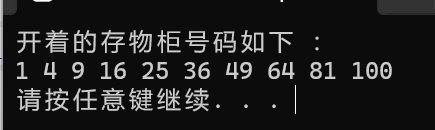 开着的存物柜号码如下 :
1 4 9 16 25 36 49 64 81 100
请按任意键继续. . .